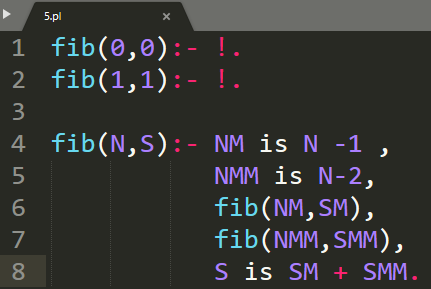 5.pl ×
1 fib(0,0):- !.
2 fib(1,1):- !.
3
4 fib(N,S):- NM is N -1 ,
5 NMM is N-2,
6 fib(NM,SM),
7 fib(NMM,SMM),
8 S is SM + SMM.